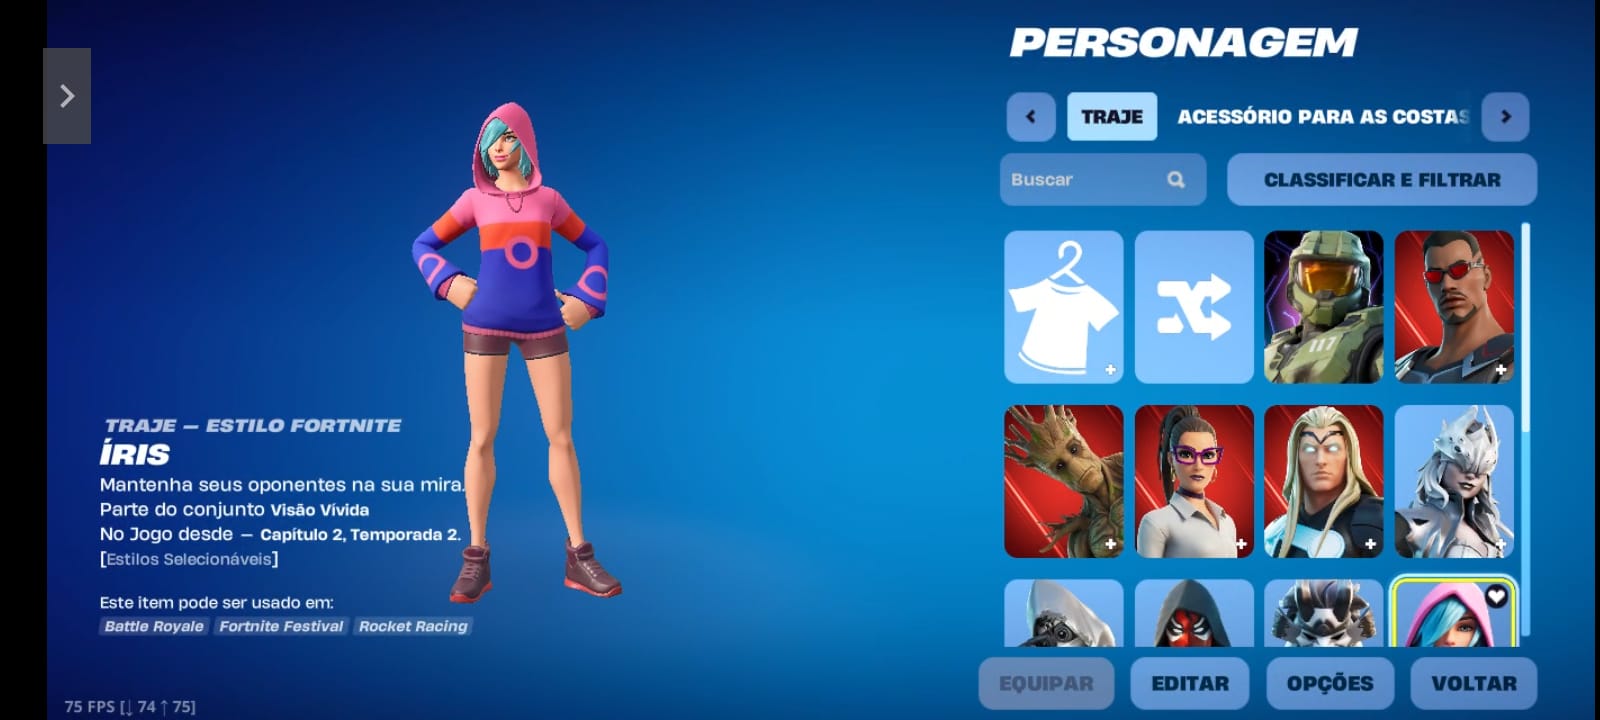 PERSONAGEM
TRAJE
ACESSÓRIO PARA AS COSTAS
Buscar
CLASSIFICAR E FILTRAR
117
TRAJE – ESTILO FORTNITE
ÍRIS
Mantenha seus oponentes na sua mira.
Parte do conjunto Visão Vívida
No Jogo desde – Capítulo 2, Temporada 2.
[Estilos Selecionáveis]
Este item pode ser usado em:
Battle Royale Fortnite Festival Rocket Racing
EQUIPAR
EDITAR
OPÇÕES
VOLTAR
75 FPS [↓ 74 ↑ 75]